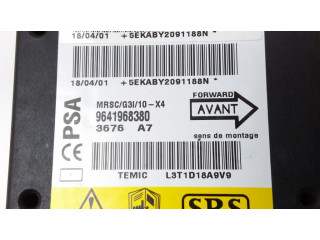 18/04/01 +5EKABY2091188N *
18/04/01 +5EKABY2091188N *
PSA
MRSC/G3I/10-X4
9641968380
3676 A7
FORWARD
AVANT
sens de montage
TEMIC L3T1D18A9V9
SRS